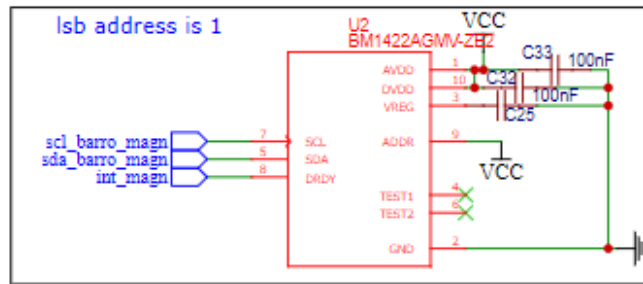 lsb address is 1
U2
BM1422AGMV-ZE2
VCC
C33
100nF
C32
100nF
C25
1
AVDD
10
DVDD
3
VREG
scl_barro_magn
7
SCL
9
ADDR
sda_barro_magn
5
SDA
int_magn
8
DRDY
VCC
4
TEST1
6
TEST2
2
GND